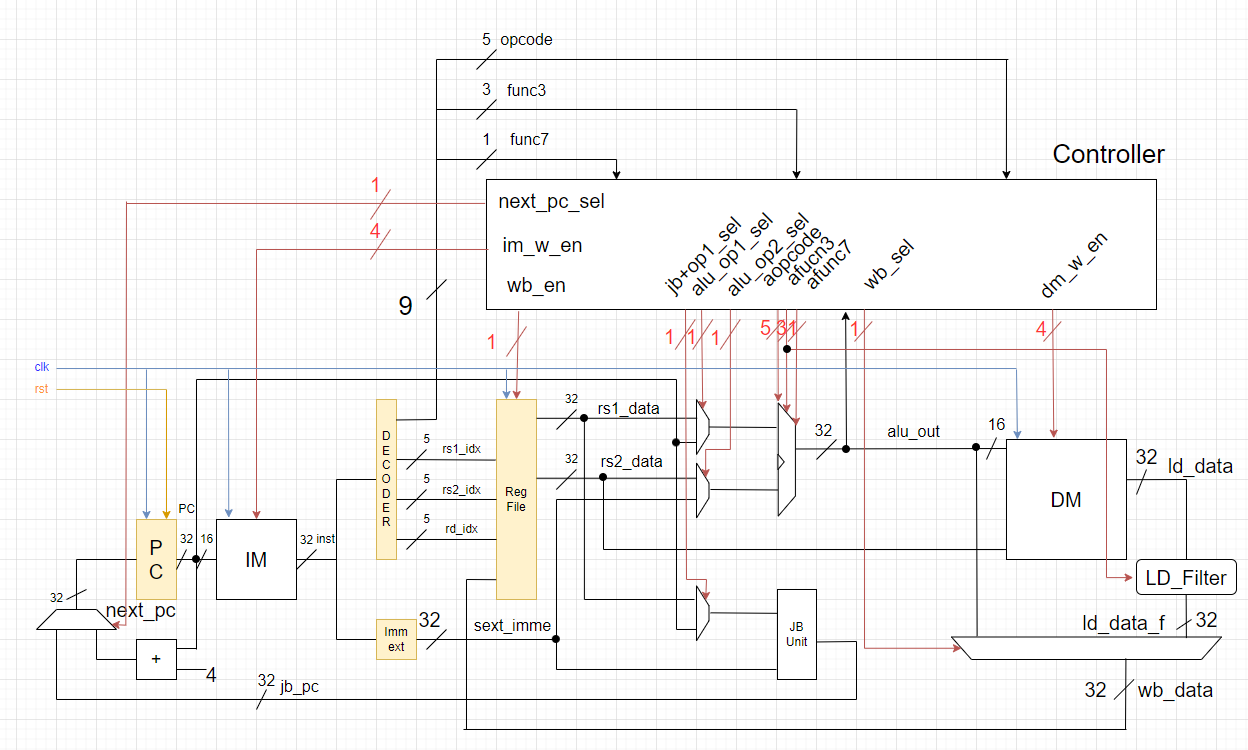 5 opcode
3 func3
1 func7
Controller
1
next_pc_sel
4
im_w_en
wb_en
jb+op1_sel
alu_op1_sel
alu_op2_sel
aopcode
afucn3
afunc7
wb_sel
dm_w_en
9
1
1
1
1
5
3
1
1
4
clk
rst
32
rs1_data
32
rs2_data
32
alu_out
16
32
ld_data
DECODER
5
rs1_idx
5
rs2_idx
5
rd_idx
Reg
File
DM
PC
PC
32
16
IM
32 inst
LD_Filter
32
next_pc
Imm
ext
32
sext_imme
JB
Unit
ld_data_f
32
+
4
32
jb_pc
32
wb_data